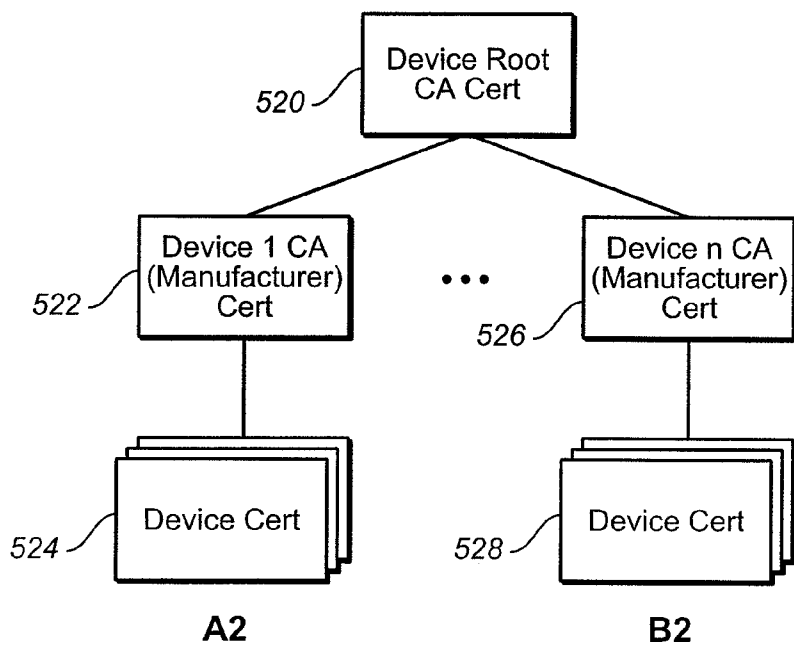 Device Root
CA Cert
520
Device 1 CA
(Manufacturer)
Cert
522
Device n CA
(Manufacturer)
Cert
526
Device Cert
524
Device Cert
528
A2
B2